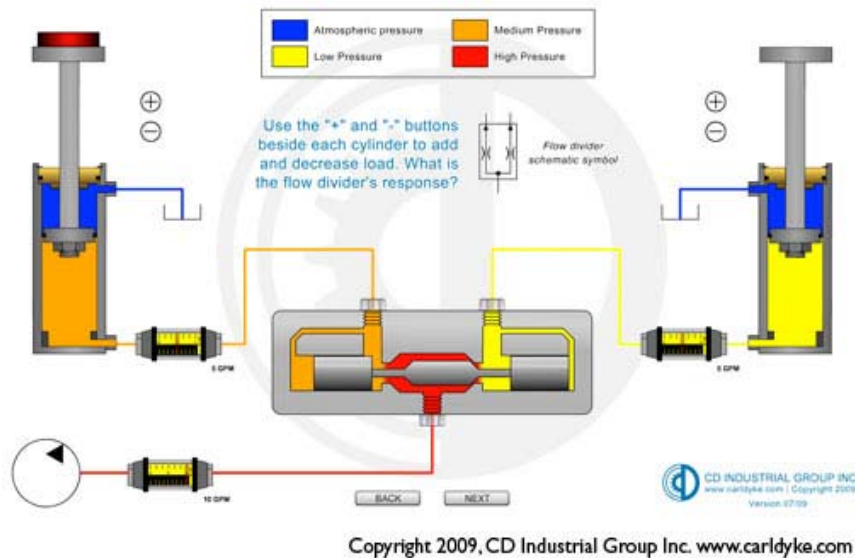 Atmospheric pressure
Medium Pressure
Low Pressure
High Pressure
Use the "+" and "-" buttons
beside each cylinder to add
and decrease load. What is
the flow divider's response?
Flow divider
schematic symbol
5 GPM
5 GPM
10 GPM
BACK
NEXT
CD INDUSTRIAL GROUP INC
www.carldyke.com | Copyright 2009
Version 07/09
Copyright 2009, CD Industrial Group Inc. www.carldyke.com